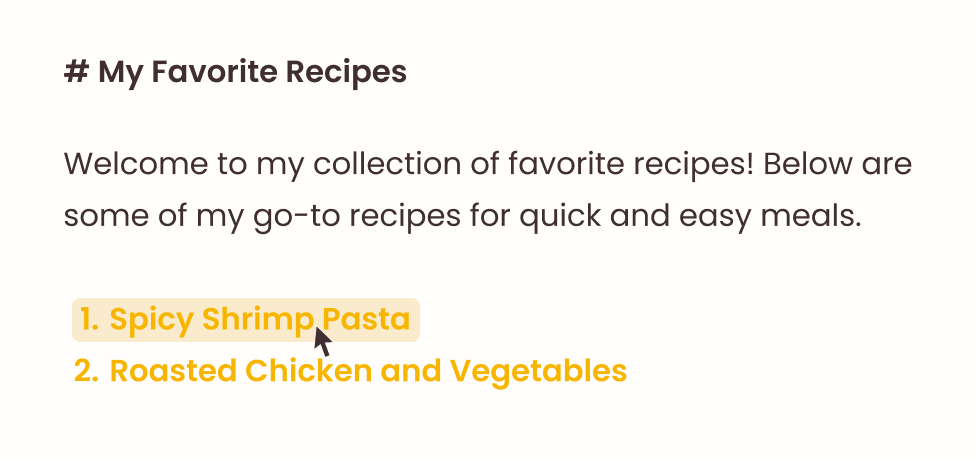 # My Favorite Recipes
Welcome to my collection of favorite recipes! Below are
some of my go-to recipes for quick and easy meals.
1. Spicy Shrimp Pasta
2. Roasted Chicken and Vegetables